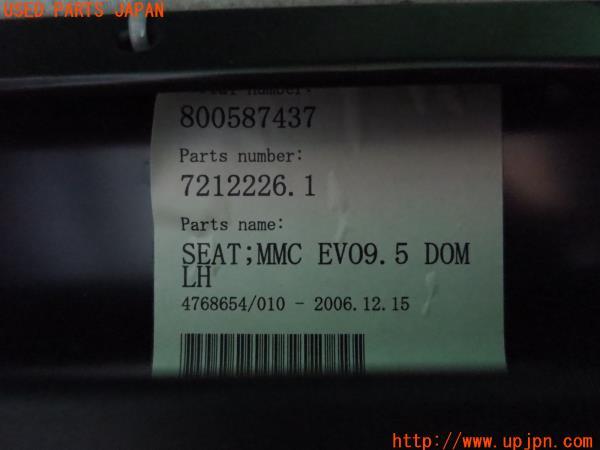 USED PARTS JAPAN
number:
800587437
Parts number:
7212226.1
Parts name:
SEAT;MMC EVO9.5 DOM
LH
4768654/010 - 2006.12.15
http://www.upjpn.com/